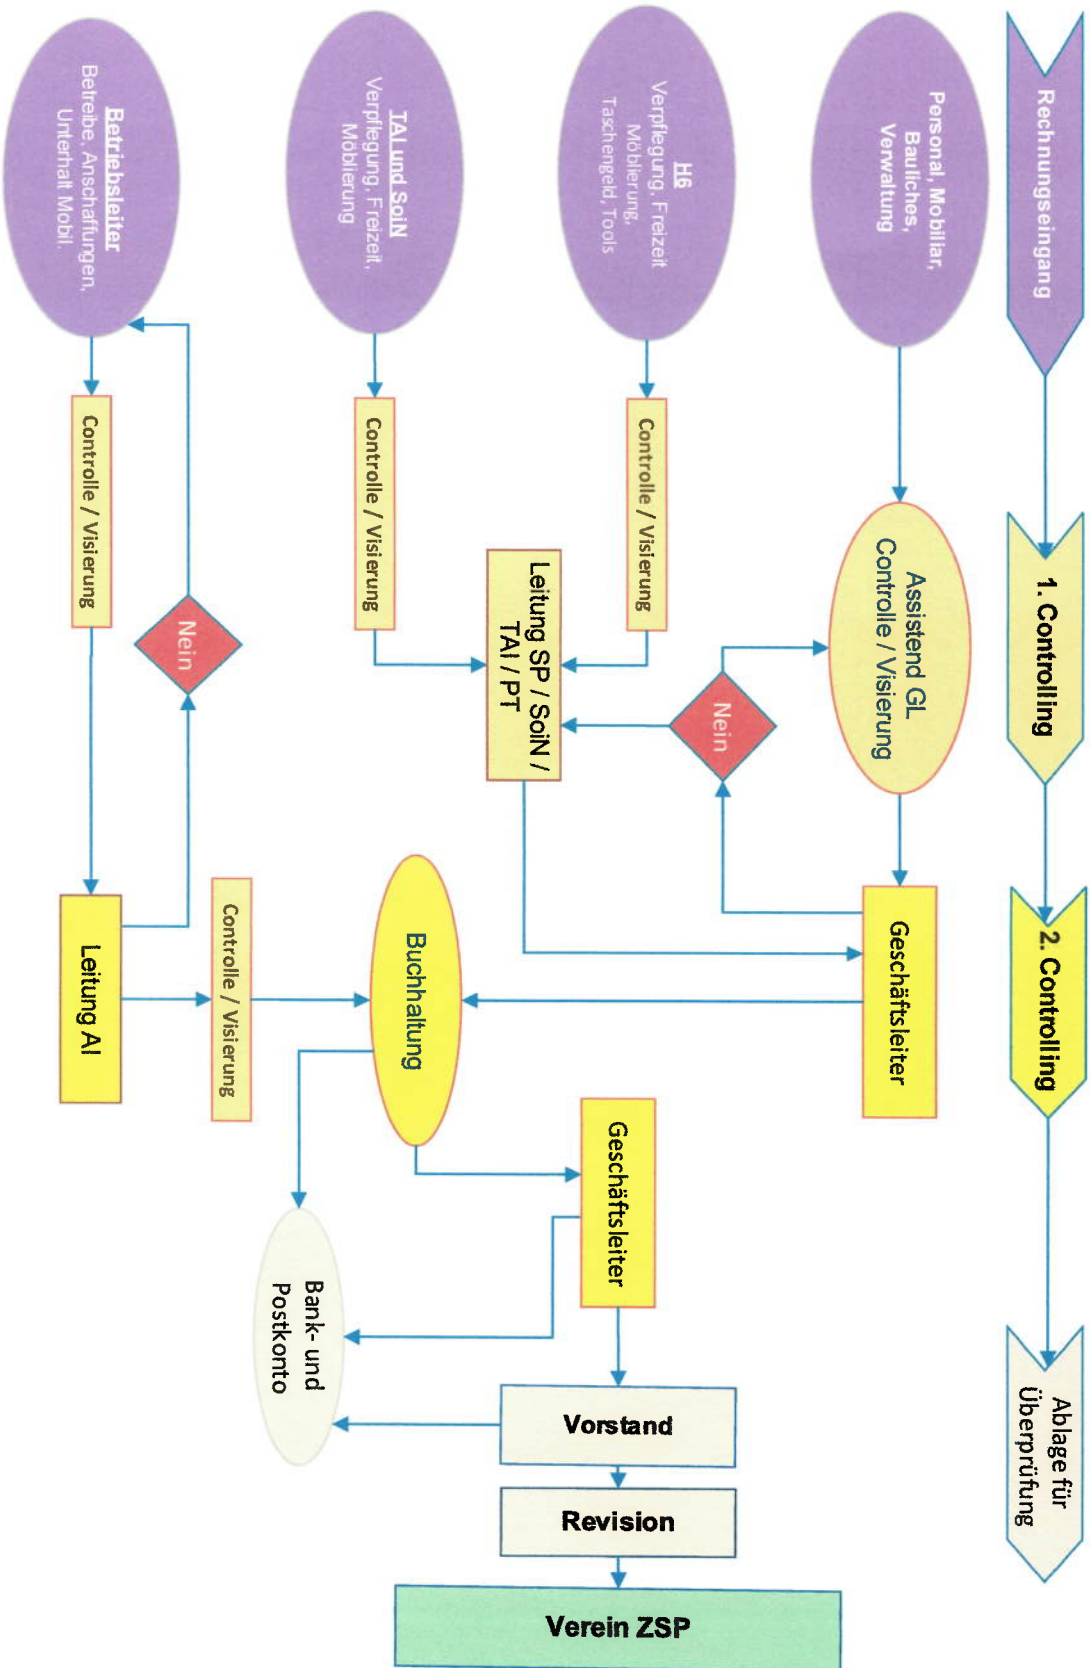 Rechnungseingang
1. Controlling
2. Controlling
Ablage für
Überprüfung
Personal, Mobiliar,
Bauliches,
Verwaltung
Assistend GL
Controlle / Visierung
Geschäftsleiter
H6
Verpflegung, Freizeit
Möblierung,
Taschengeld, Tools
Controlle / Visierung
Nein
Leitung SP / SoiN /
TAI / PT
Geschäftsleiter
Vorstand
Revision
Verein ZSP
TAI und SoiN
Verpflegung, Freizeit,
Möblierung
Controlle / Visierung
Buchhaltung
Bank- und
Postkonto
Nein
Controlle / Visierung
Betriebsleiter
Betreibe, Anschaffungen,
Unterhalt Mobil.
Controlle / Visierung
Leitung AI